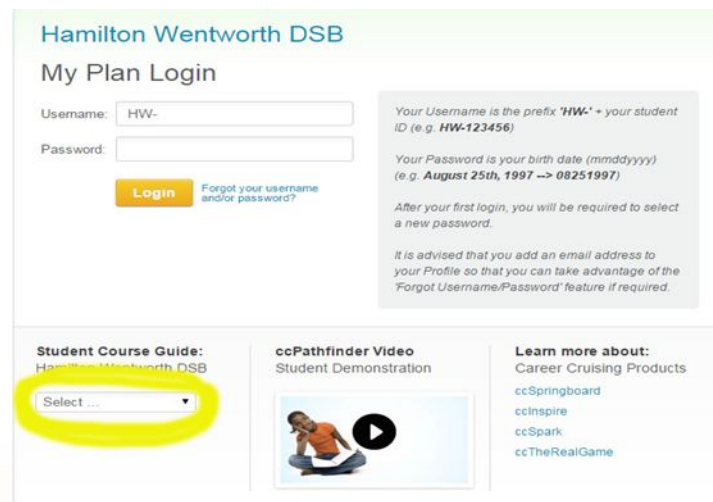 Hamilton Wentworth DSB
My Plan Login
Username: HW-
Password:
Login
Forgot your username
and/or password?
Your Username is the prefix 'HW-' + your student
ID (e.g. HW-123456)
Your Password is your birth date (mmddyyyy)
(e.g. August 25th, 1997 --> 08251997)
After your first login, you will be required to select
a new password.
It is advised that you add an email address to
your Profile so that you can take advantage of the
'Forgot Username/Password' feature if required.
Student Course Guide:
Hamilton Wentworth DSB
Select ...
ccPathfinder Video
Student Demonstration
Learn more about:
Career Cruising Products
ccSpringboard
ccInspire
ccSpark
ccTheRealGame